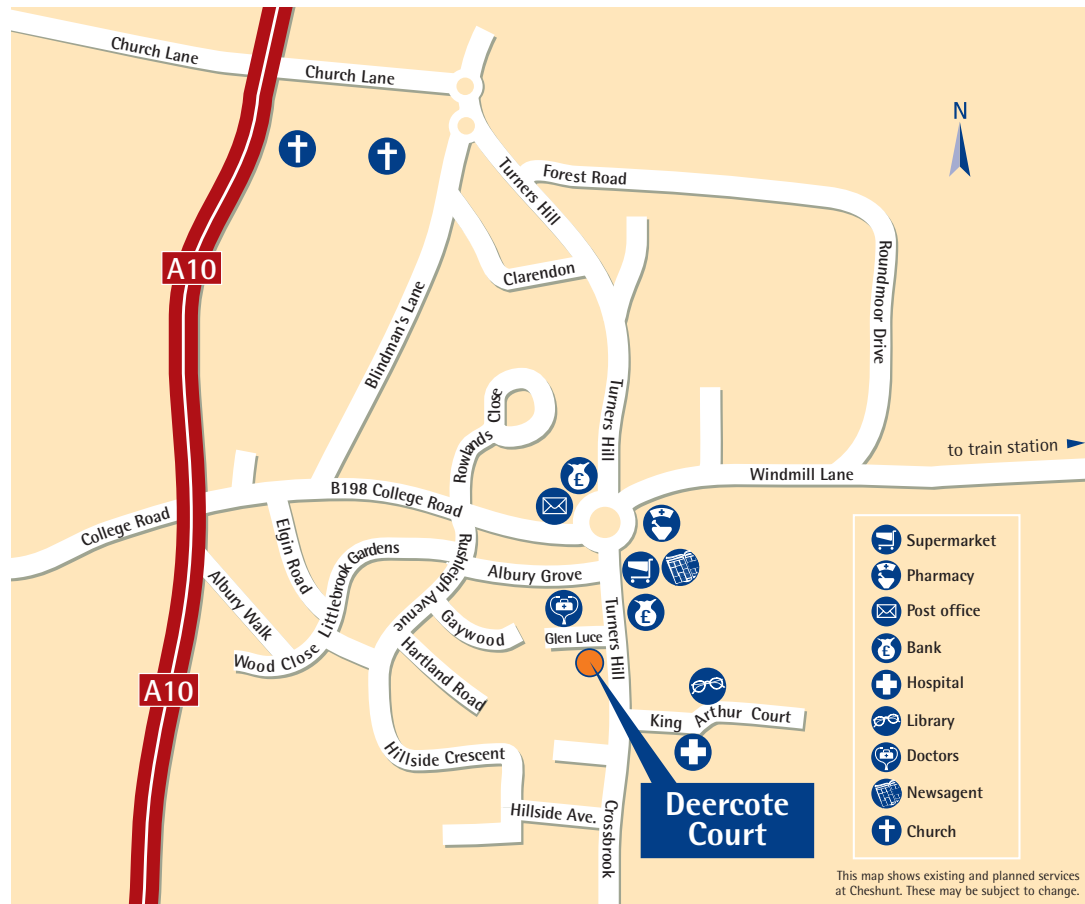 Church Lane
Church Lane
N
Turners Hill
Forest Road
A10
Clarendon
Roundmoor Drive
Blindman's Lane
Turners Hill
Rowlands Close
to train station
Windmill Lane
B198 College Road
College Road
£
Elgin Road
Littlebrook Gardens
Rushleigh Avenue
Albury Grove
Albury Walk
Turners Hill
£
Gaywood
Glen Luce
Wood Close
Hartland Road
A10
King Arthur Court
Hillside Crescent
Hillside Ave.
Crossbrook
Deercote
Court
Supermarket
Pharmacy
Post office
£
Bank
Hospital
Library
Doctors
Newsagent
Church
This map shows existing and planned services
at Cheshunt. These may be subject to change.